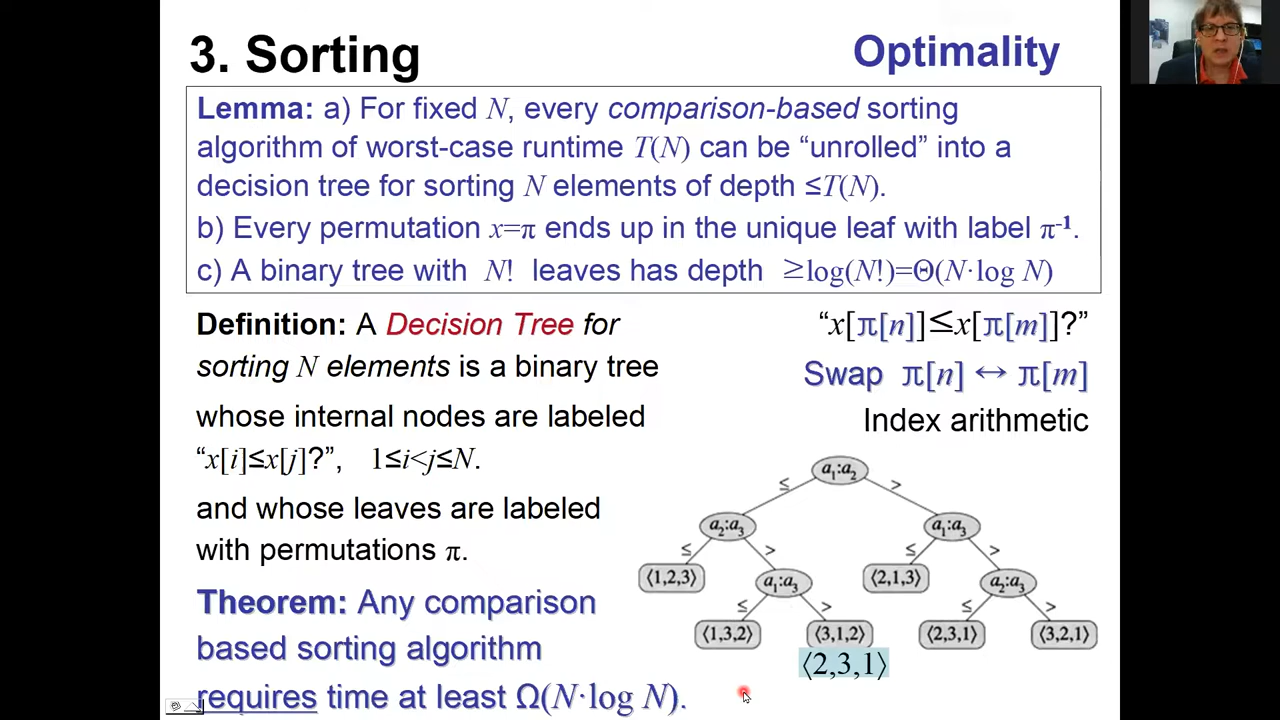 3. Sorting
Optimality
Lemma: a) For fixed N, every comparison-based sorting
algorithm of worst-case runtime T(N) can be “unrolled” into a
decision tree for sorting N elements of depth ≤T(N).
b) Every permutation x=π ends up in the unique leaf with label π⁻¹.
c) A binary tree with N! leaves has depth ≥log(N!)=Θ(N·log N)
Definition: A Decision Tree for
sorting N elements is a binary tree
whose internal nodes are labeled
“x[i]≤x[j]?”, 1≤i<j≤N.
and whose leaves are labeled
with permutations π.
Theorem: Any comparison
based sorting algorithm
requires time at least Ω(N·log N).
“x[π[n]]≤x[π[m]]?”
Swap π[n] ↔ π[m]
Index arithmetic
a₁:a₂
≤ >
a₂:a₃ a₁:a₃
≤ > ≤ >
⟨1,2,3⟩ a₁:a₃ ⟨2,1,3⟩ a₂:a₃
≤ > ≤ >
⟨1,3,2⟩ ⟨3,1,2⟩ ⟨2,3,1⟩ ⟨3,2,1⟩
⟨2,3,1⟩